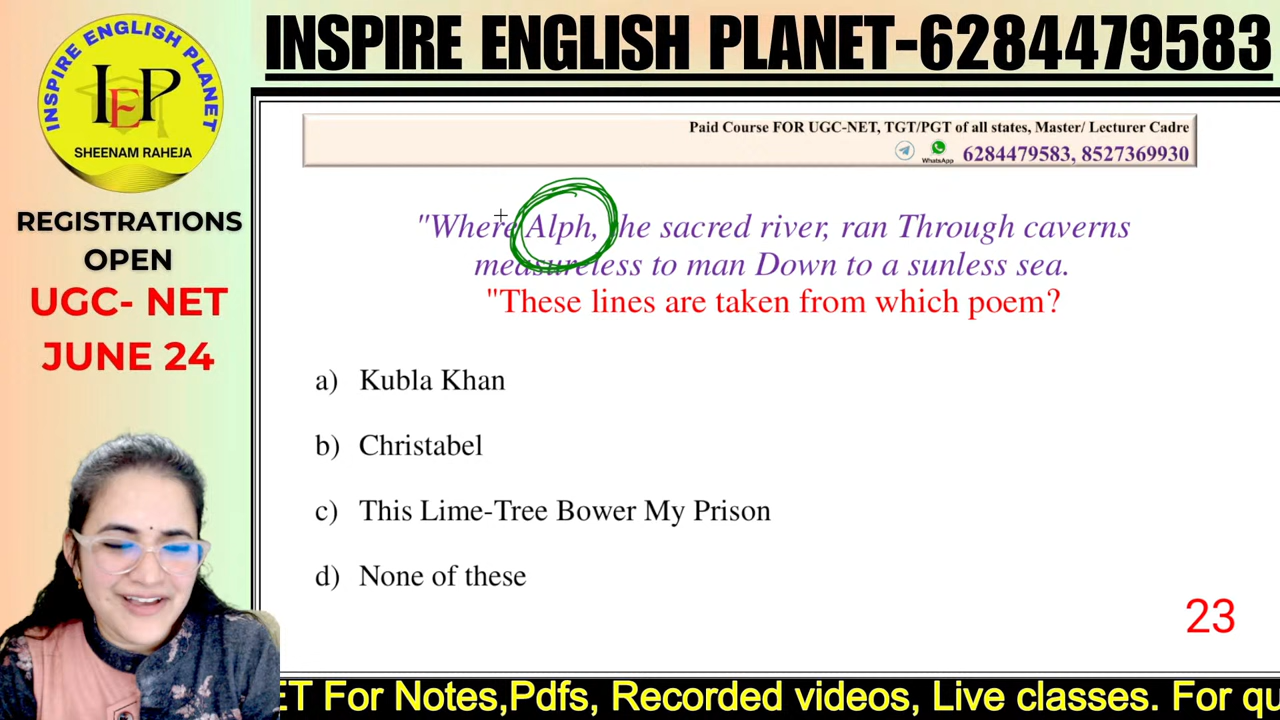 INSPIRE ENGLISH PLANET-6284479583
INSPIRE ENGLISH PLANET
IEP
SHEENAM RAHEJA
REGISTRATIONS
OPEN
UGC- NET
JUNE 24
Paid Course FOR UGC-NET, TGT/PGT of all states, Master/ Lecturer Cadre
WhatsApp 6284479583, 8527369930
"Where Alph, the sacred river, ran Through caverns
measureless to man Down to a sunless sea.
"These lines are taken from which poem?
a) Kubla Khan
b) Christabel
c) This Lime-Tree Bower My Prison
d) None of these
23
ET For Notes,Pdfs, Recorded videos, Live classes. For qu